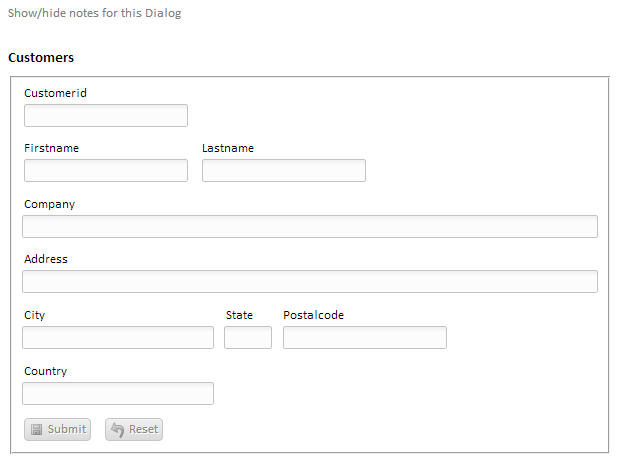 Show/hide notes for this Dialog
Customers
Customerid
Firstname Lastname
Company
Address
City State Postalcode
Country
Submit Reset